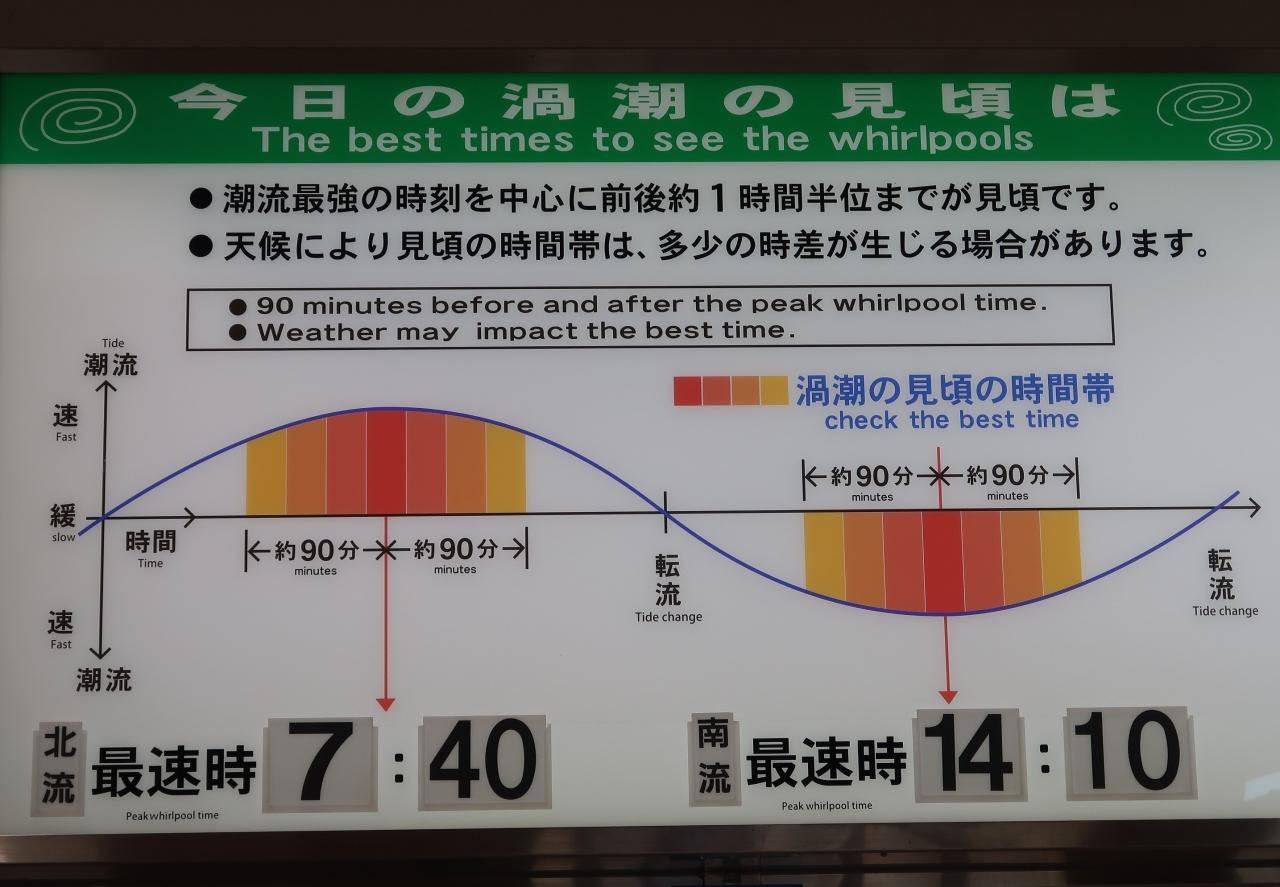 今日の渦潮の見頃は
The best times to see the whirlpools
● 潮流最強の時刻を中心に前後約1時間半位までが見頃です。
● 天候により見頃の時間帯は、多少の時差が生じる場合があります。
● 90 minutes before and after the peak whirlpool time.
● Weather may impact the best time.
Tide
潮流
速
Fast
緩
slow
速
Fast
潮流
時間
Time
約90分
minutes
約90分
minutes
渦潮の見頃の時間帯
check the best time
約90分
minutes
約90分
minutes
転流
Tide change
転流
Tide change
北流 最速時 7:40
Peak whirlpool time
南流 最速時 14:10
Peak whirlpool time